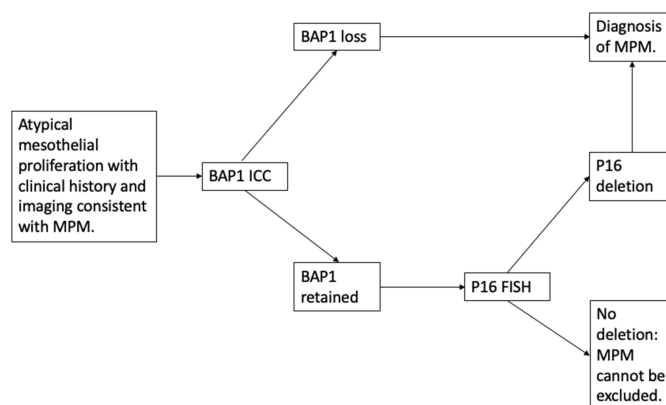 BAP1 loss
Diagnosis
of MPM.
Atypical
mesothelial
proliferation with
clinical history and
imaging consistent
with MPM.
BAP1 ICC
P16
deletion
BAP1
retained
P16 FISH
No
deletion:
MPM
cannot be
excluded.